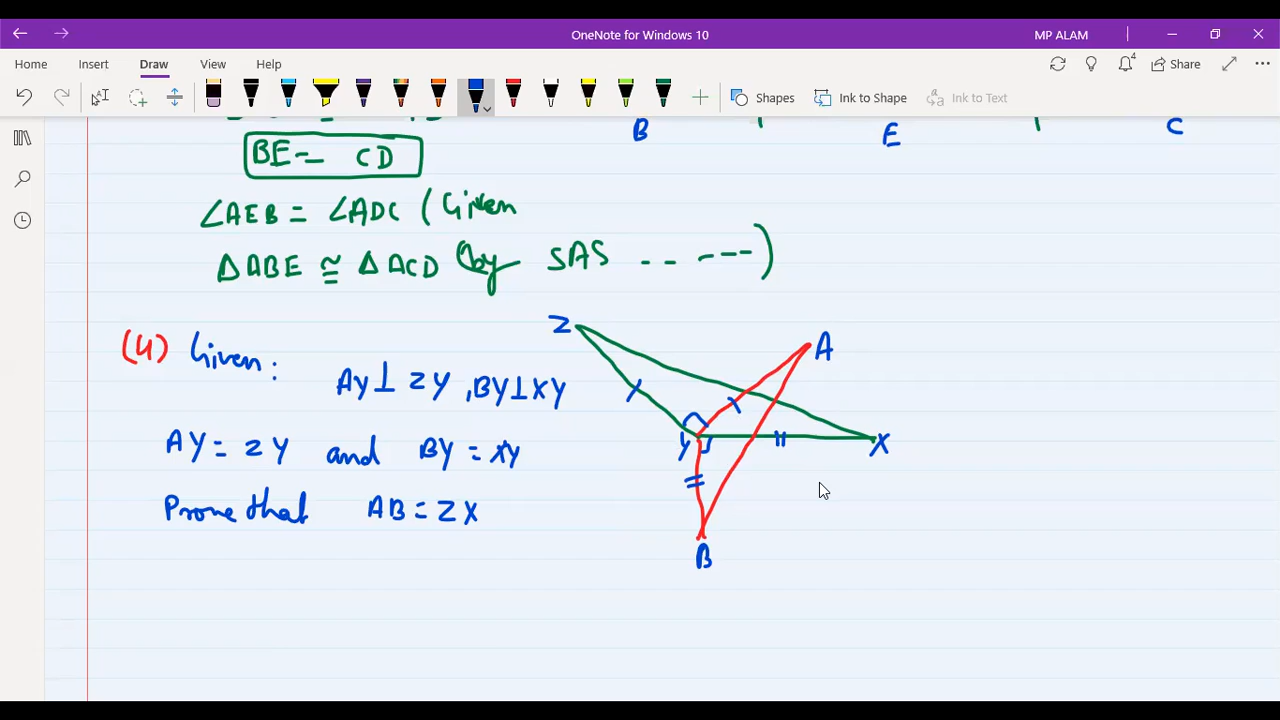 OneNote for Windows 10
MP ALAM
Home Insert Draw View Help
Share
Shapes
Ink to Shape
Ink to Text
B E C
BE = CD
∠AEB = ∠ADC (Given
ΔABE ≅ ΔACD (by SAS .. ---)
(4) Given:
AY ⊥ ZY, BY ⊥ XY
AY = ZY and BY = XY
Prove that AB = ZX
Z
A
Y
X
B